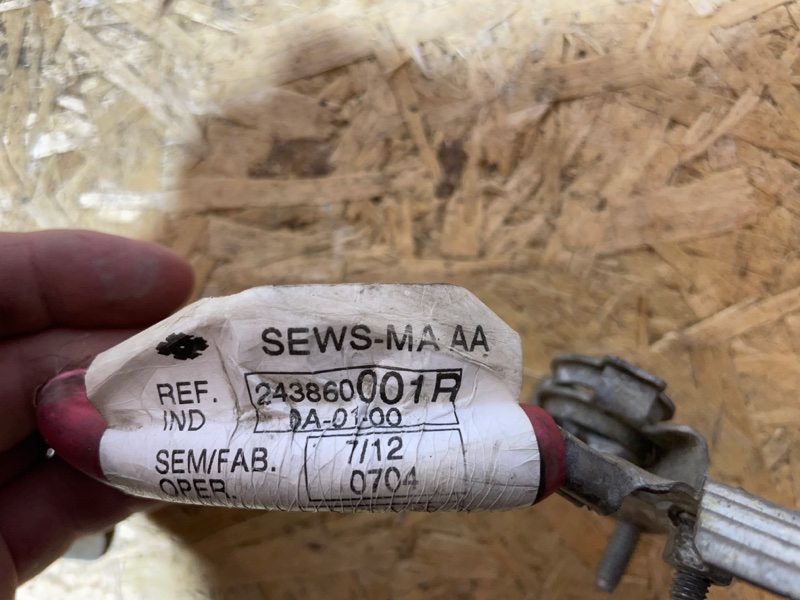 SEWS-MA AA
REF. 243860001R
IND 0A-01-00
SEM/FAB. 7/12
OPER. 0704